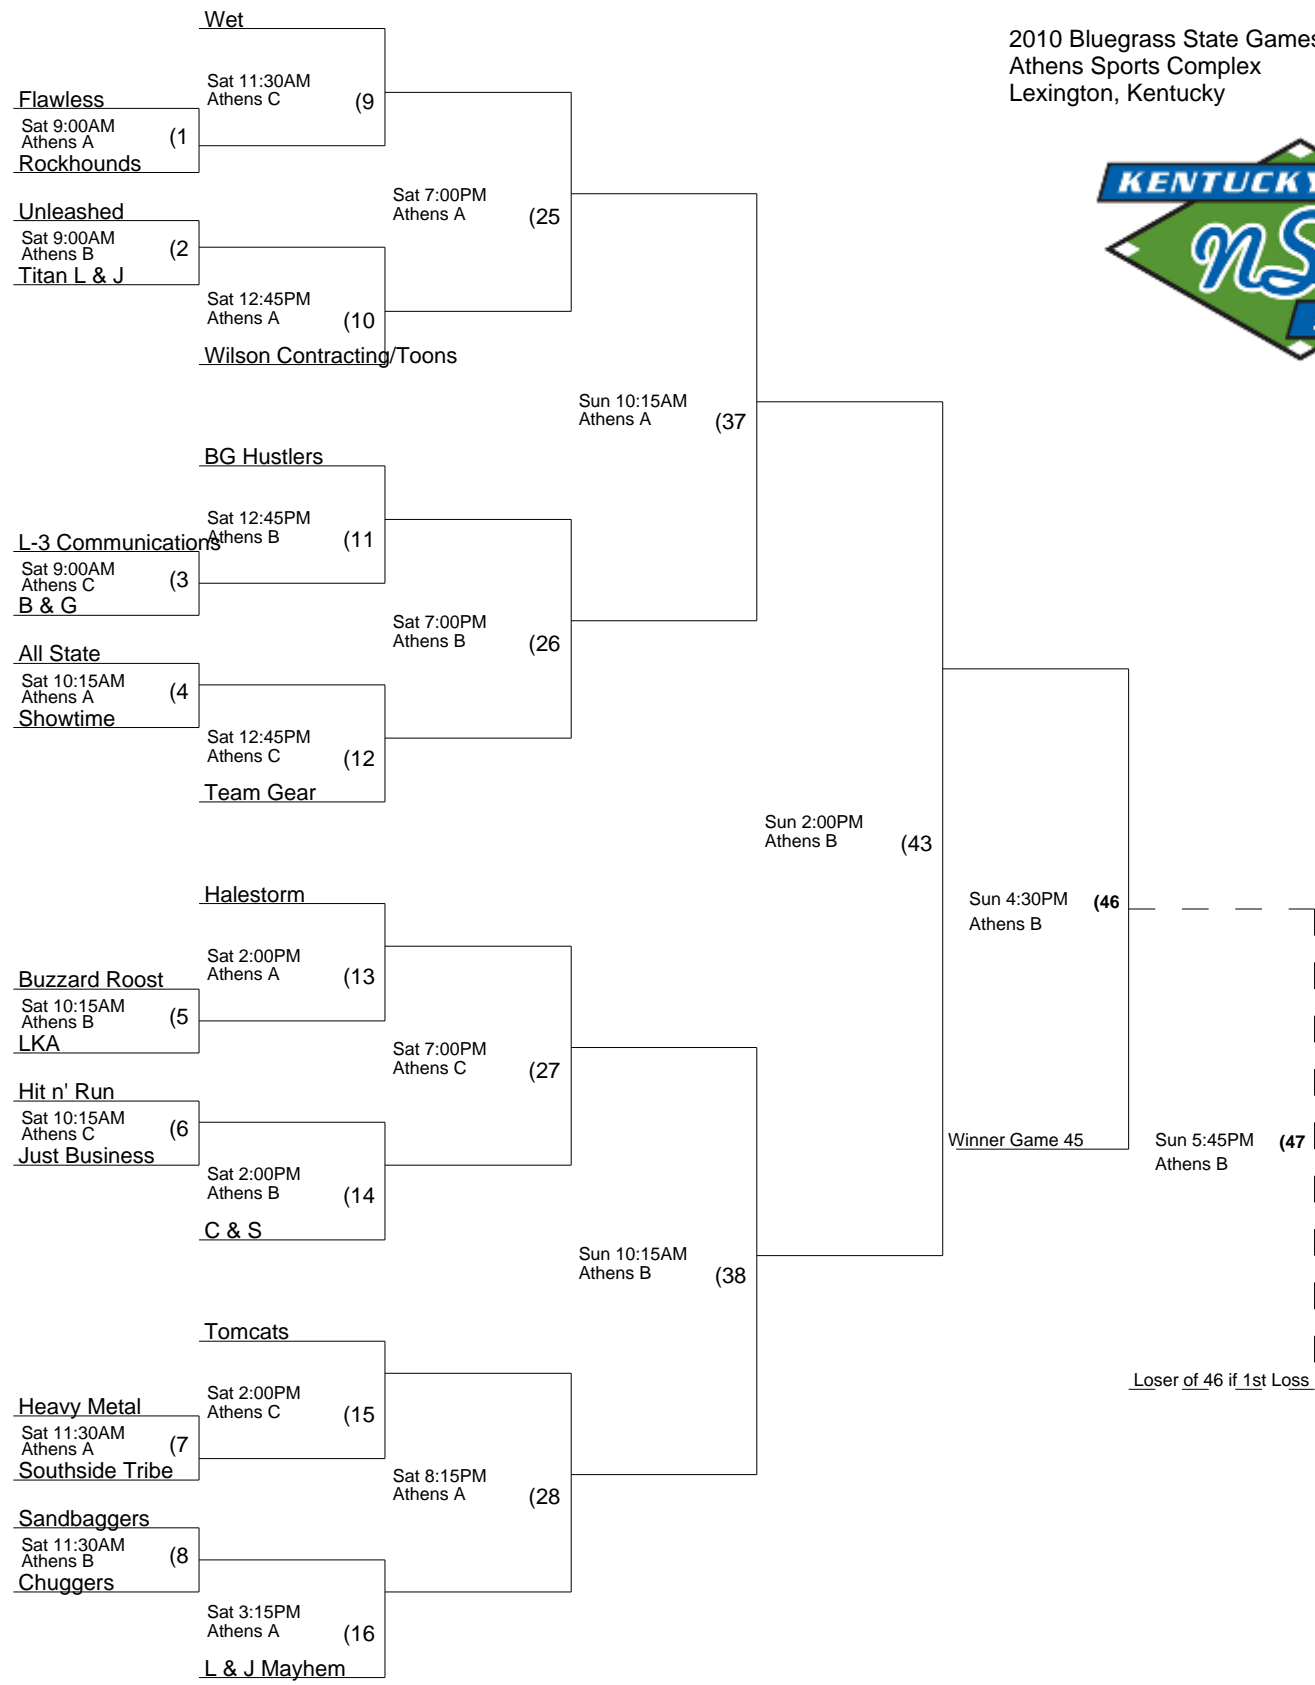 Wet
2010 Bluegrass State Games
Athens Sports Complex
Lexington, Kentucky
Sat 11:30AM
Athens C
(9
Flawless
Sat 9:00AM
Athens A
(1
Rockhounds
KENTUCKY
Sat 7:00PM
Athens A
(25
Unleashed
Sat 9:00AM
Athens B
(2
Titan L & J
Sat 12:45PM
Athens A
(10
Wilson Contracting/Toons
Sun 10:15AM
Athens A
(37
BG Hustlers
Sat 12:45PM
Athens B
(11
L-3 Communications
Sat 9:00AM
Athens C
(3
B & G
Sat 7:00PM
Athens B
(26
All State
Sat 10:15AM
Athens A
(4
Showtime
Sat 12:45PM
Athens C
(12
Team Gear
Sun 2:00PM
Athens B
(43
Halestorm
Sun 4:30PM
Athens B
(46
Sat 2:00PM
Athens A
(13
Buzzard Roost
Sat 10:15AM
Athens B
(5
LKA
Sat 7:00PM
Athens C
(27
Hit n' Run
Sat 10:15AM
Athens C
(6
Just Business
Winner Game 45
Sun 5:45PM
Athens B
(47
Sat 2:00PM
Athens B
(14
C & S
Sun 10:15AM
Athens B
(38
Tomcats
Loser of 46 if 1st Loss
Sat 2:00PM
Athens C
(15
Heavy Metal
Sat 11:30AM
Athens A
(7
Southside Tribe
Sat 8:15PM
Athens A
(28
Sandbaggers
Sat 11:30AM
Athens B
(8
Chuggers
Sat 3:15PM
Athens A
(16
L & J Mayhem